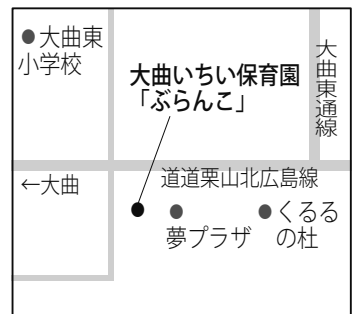 ●大曲東
小学校
大曲いちい保育園
「ぶらんこ」
大曲東通線
←大曲
道道栗山北広島線
夢プラザ
●くるる
の杜